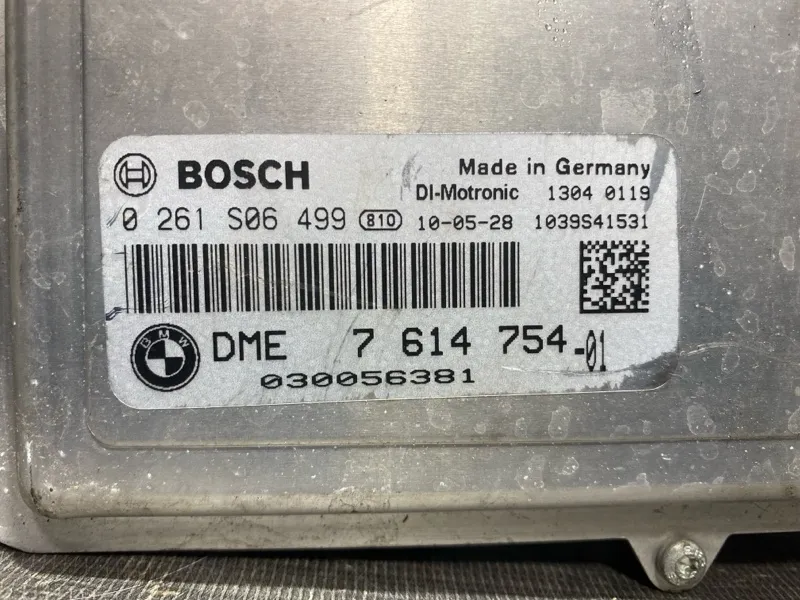 BOSCH
Made in Germany
DI-Motronic 1304 0119
0 261 S06 499 810 10-05-28 1039S41531
BMW
DME 7 614 754-01
030056381